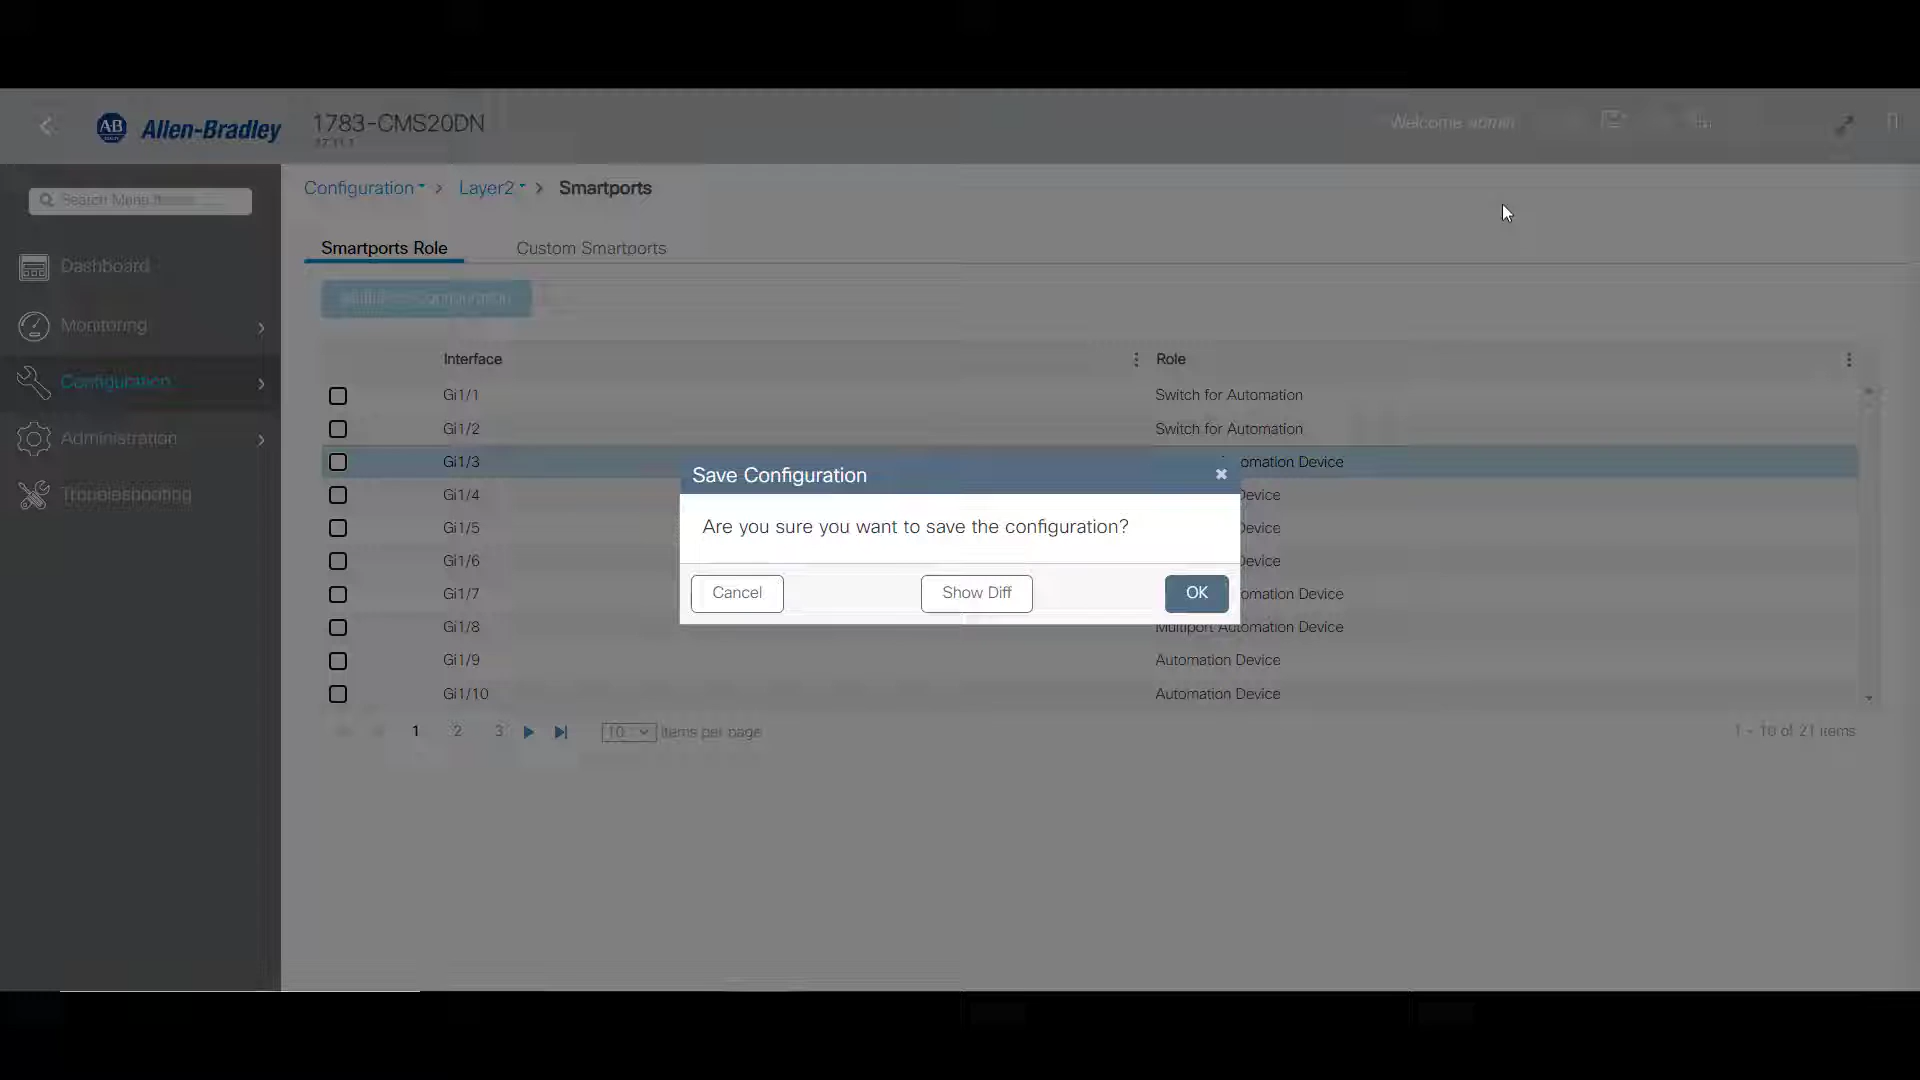 AB Allen-Bradley
1783-CMS20DN
Welcome admin
Search Menu Items
Configuration > Layer2 > Smartports
Smartports Role Custom Smartports
Dashboard
Monitoring
Configuration
Administration
Troubleshooting
Interface Role
Gi1/1 Switch for Automation
Gi1/2 Switch for Automation
Gi1/3 omation Device
Gi1/4 Device
Gi1/5 Device
Gi1/6 Device
Gi1/7 omation Device
Gi1/8 Multiport Automation Device
Gi1/9 Automation Device
Gi1/10 Automation Device
Save Configuration
Are you sure you want to save the configuration?
Cancel Show Diff OK
1 2 3 10 items per page 1 - 10 of 21 items